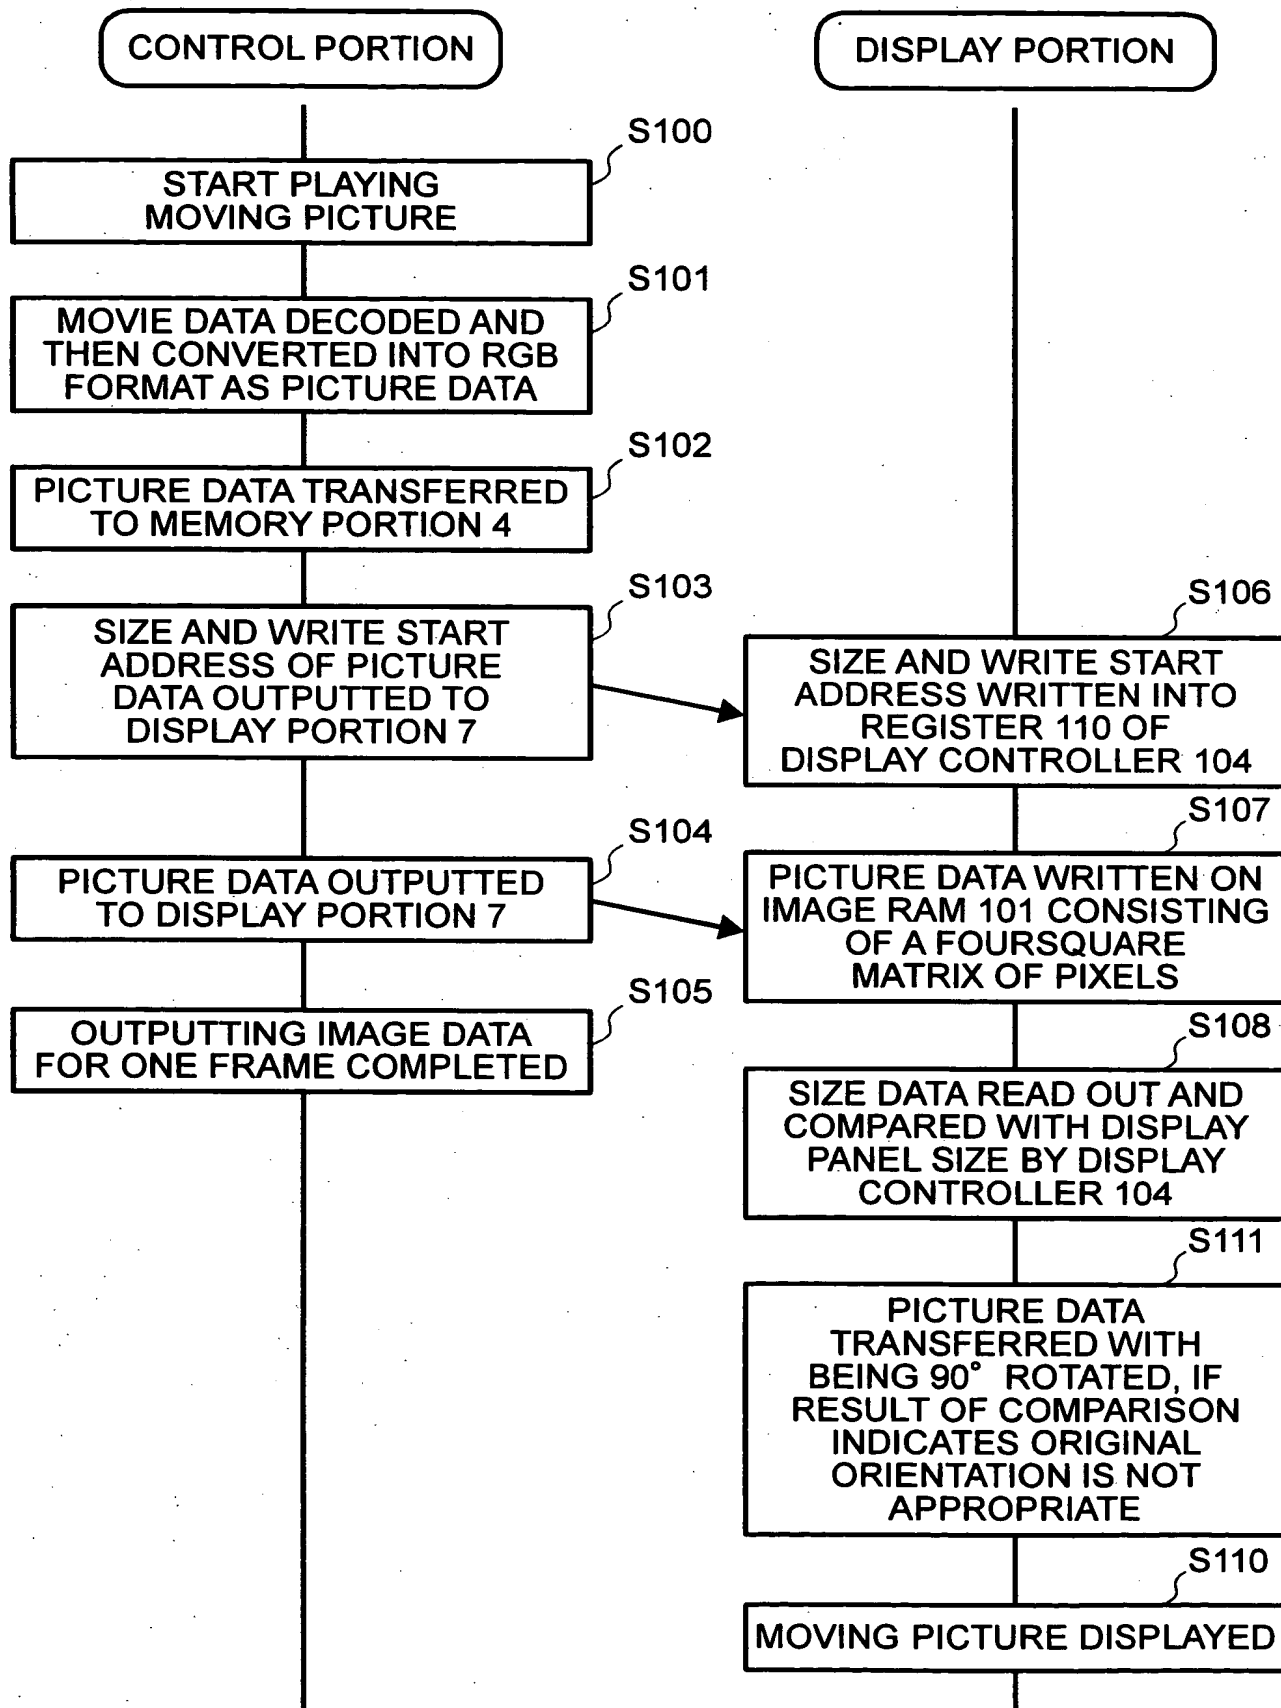 CONTROL PORTION
DISPLAY PORTION
S100
START PLAYING
MOVING PICTURE
S101
MOVIE DATA DECODED AND
THEN CONVERTED INTO RGB
FORMAT AS PICTURE DATA
S102
PICTURE DATA TRANSFERRED
TO MEMORY PORTION 4
S103
SIZE AND WRITE START
ADDRESS OF PICTURE
DATA OUTPUTTED TO
DISPLAY PORTION 7
S106
SIZE AND WRITE START
ADDRESS WRITTEN INTO
REGISTER 110 OF
DISPLAY CONTROLLER 104
S104
PICTURE DATA OUTPUTTED
TO DISPLAY PORTION 7
S107
PICTURE DATA WRITTEN ON
IMAGE RAM 101 CONSISTING
OF A FOURSQUARE
MATRIX OF PIXELS
S105
OUTPUTTING IMAGE DATA
FOR ONE FRAME COMPLETED
S108
SIZE DATA READ OUT AND
COMPARED WITH DISPLAY
PANEL SIZE BY DISPLAY
CONTROLLER 104
S111
PICTURE DATA
TRANSFERRED WITH
BEING 90° ROTATED, IF
RESULT OF COMPARISON
INDICATES ORIGINAL
ORIENTATION IS NOT
APPROPRIATE
S110
MOVING PICTURE DISPLAYED